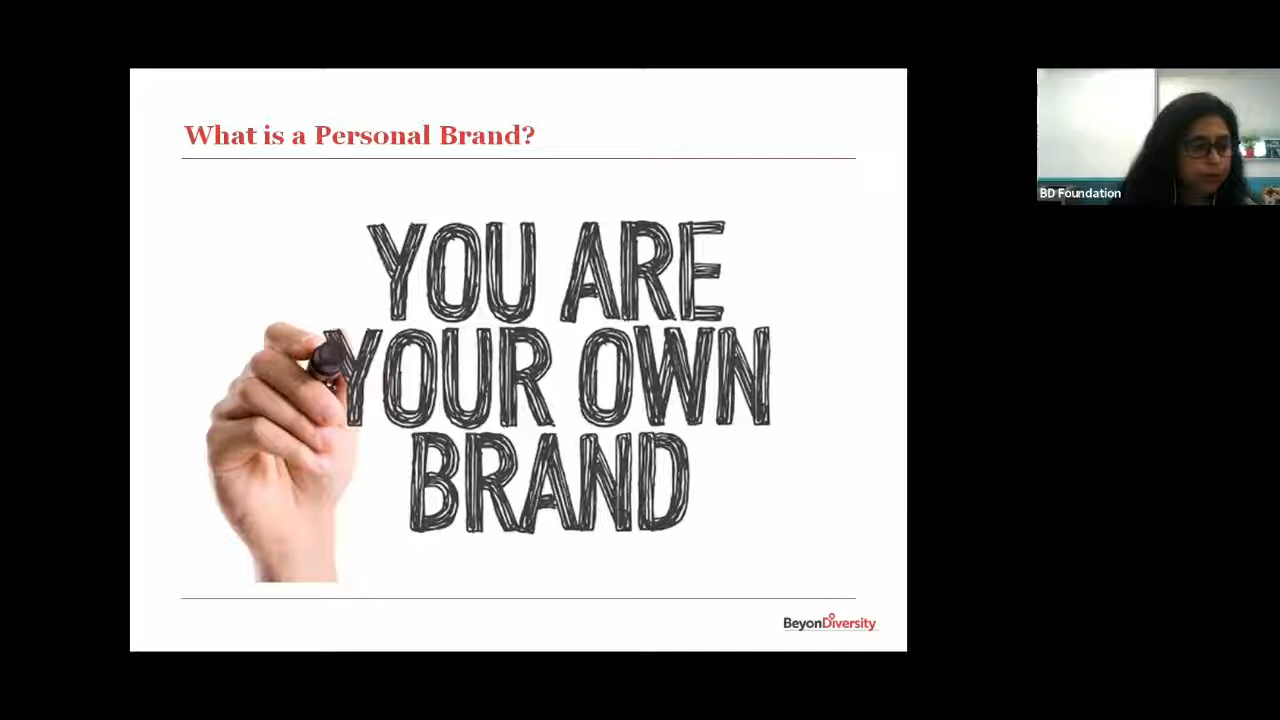 What is a Personal Brand?
YOU ARE
YOUR OWN
BRAND
BeyonDiversity
BD Foundation